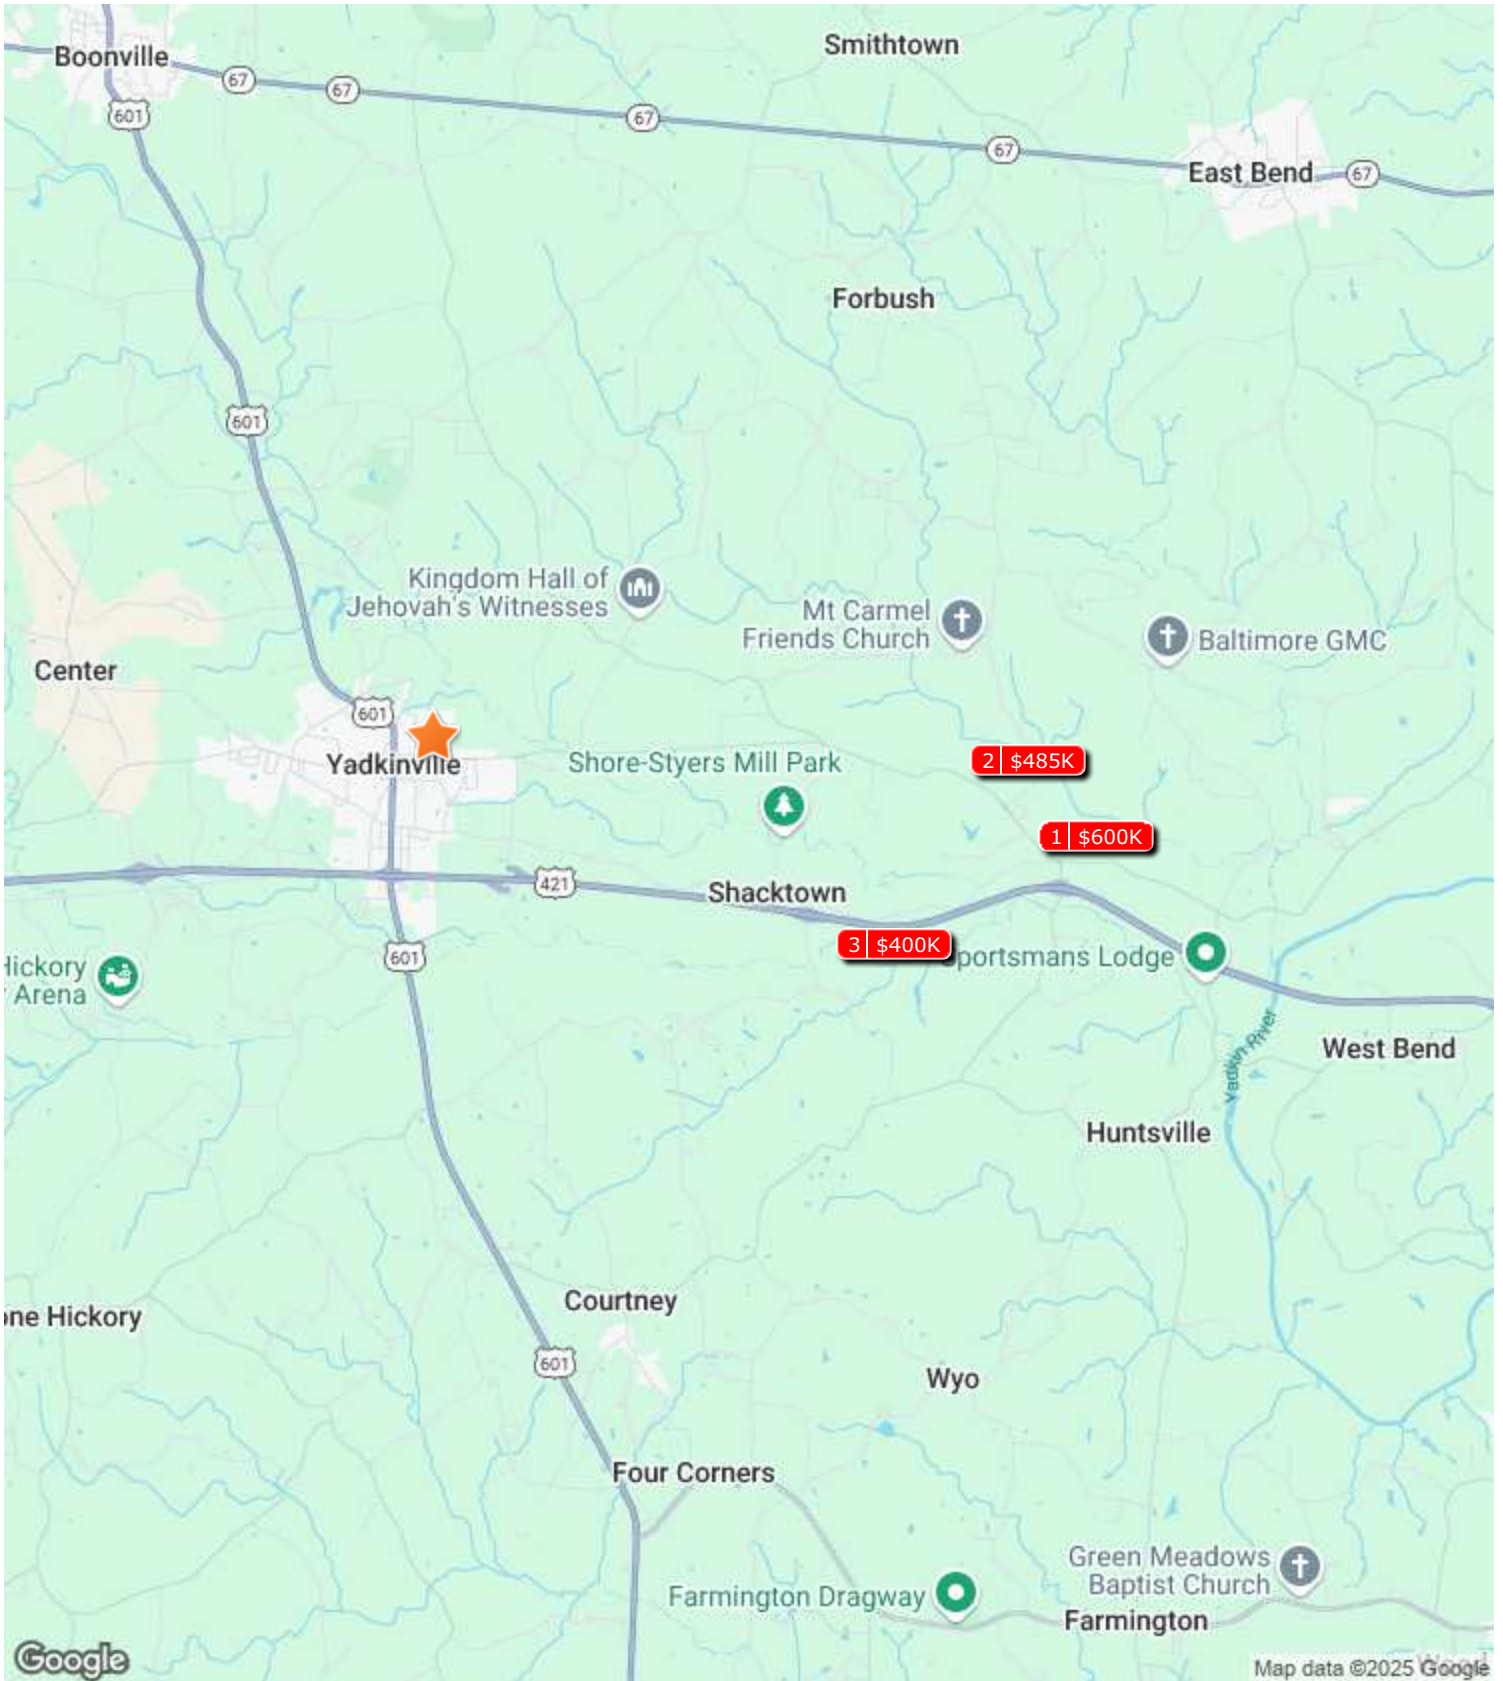 Smithtown
Boonville
67
67
601
67
67
East Bend
67
Forbush
601
Kingdom Hall of
Jehovah's Witnesses
Mt Carmel
Friends Church
Baltimore GMC
Center
601
Yadkinville
Shore-Styers Mill Park
2 $485K
1 $600K
421
Shacktown
3 $400K
portsmans Lodge
601
Hickory
Arena
Yadkin River
West Bend
Huntsville
Courtney
one Hickory
601
Wyo
Four Corners
Green Meadows
Baptist Church
Farmington Dragway
Farmington
Google
Map data ©2025 Google